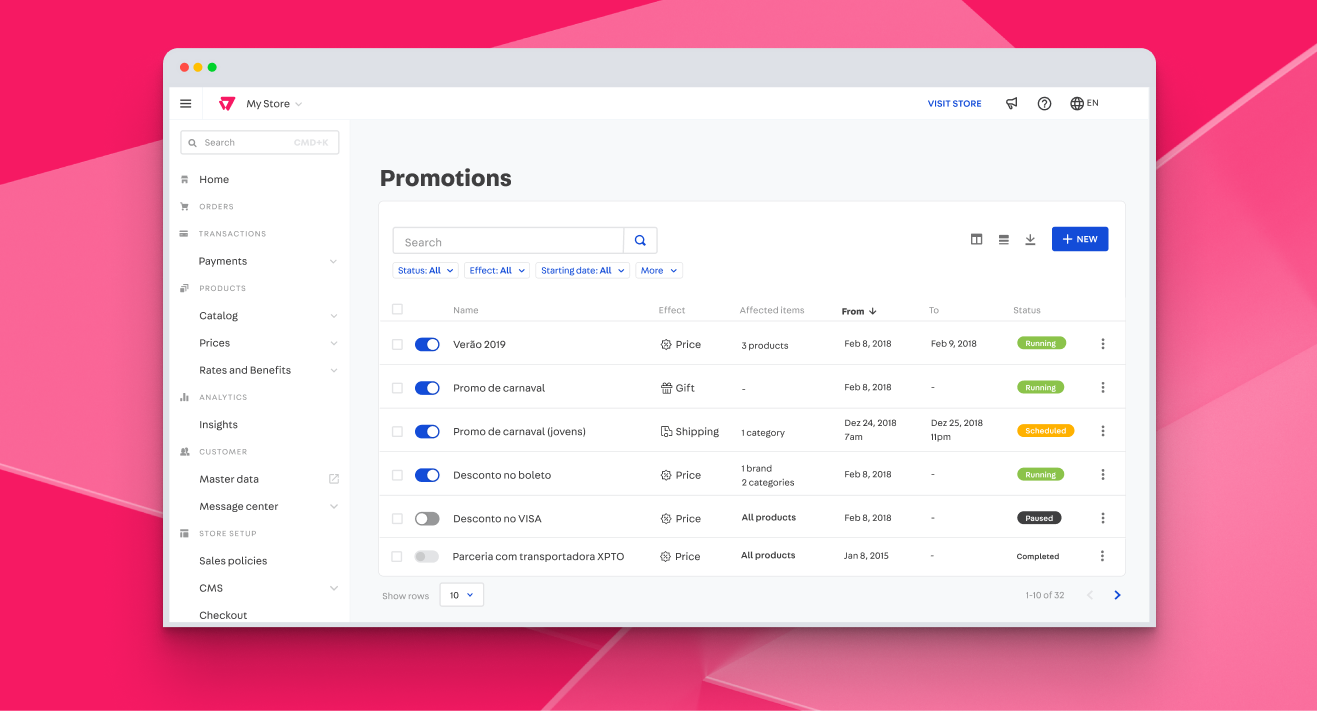 My Store
VISIT STORE
EN
Search CMD+K
Home
ORDERS
TRANSACTIONS
Payments
PRODUCTS
Catalog
Prices
Rates and Benefits
ANALYTICS
Insights
CUSTOMER
Master data
Message center
STORE SETUP
Sales policies
CMS
Checkout
Promotions
Search
NEW
Status: All
Effect: All
Starting date: All
More
Name Effect Affected items From To Status
Verão 2019 Price 3 products Feb 8, 2018 Feb 9, 2018 Running
Promo de carnaval Gift - Feb 8, 2018 - Running
Promo de carnaval (jovens) Shipping 1 category Dez 24, 2018 7am Dez 25, 2018 11pm Scheduled
Desconto no boleto Price 1 brand 2 categories Feb 8, 2018 - Running
Desconto no VISA Price All products Feb 8, 2018 - Paused
Parceria com transportadora XPTO Price All products Jan 8, 2015 - Completed
Show rows 10
1-10 of 32